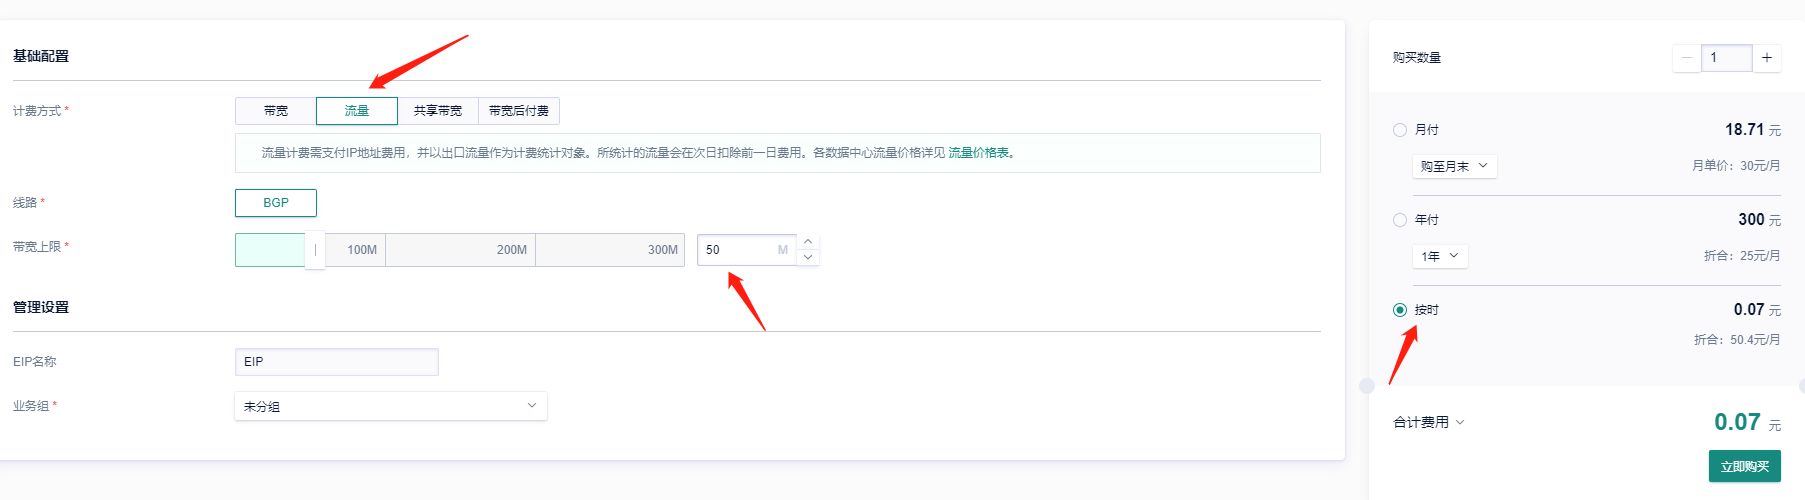 基础配置
计费方式 *
带宽 流量 共享带宽 带宽后付费
流量计费需支付IP地址费用，并以出口流量作为计费统计对象。所统计的流量会在次日扣除前一日费用。各数据中心流量价格详见 流量价格表。
线路 *
BGP
带宽上限 *
100M 200M 300M
50 M
管理设置
EIP名称
EIP
业务组 *
未分组
购买数量
1
月付 18.71 元
购至月末 月单价：30元/月
年付 300 元
1年 折合：25元/月
按时 0.07 元
折合：50.4元/月
合计费用 0.07 元
立即购买